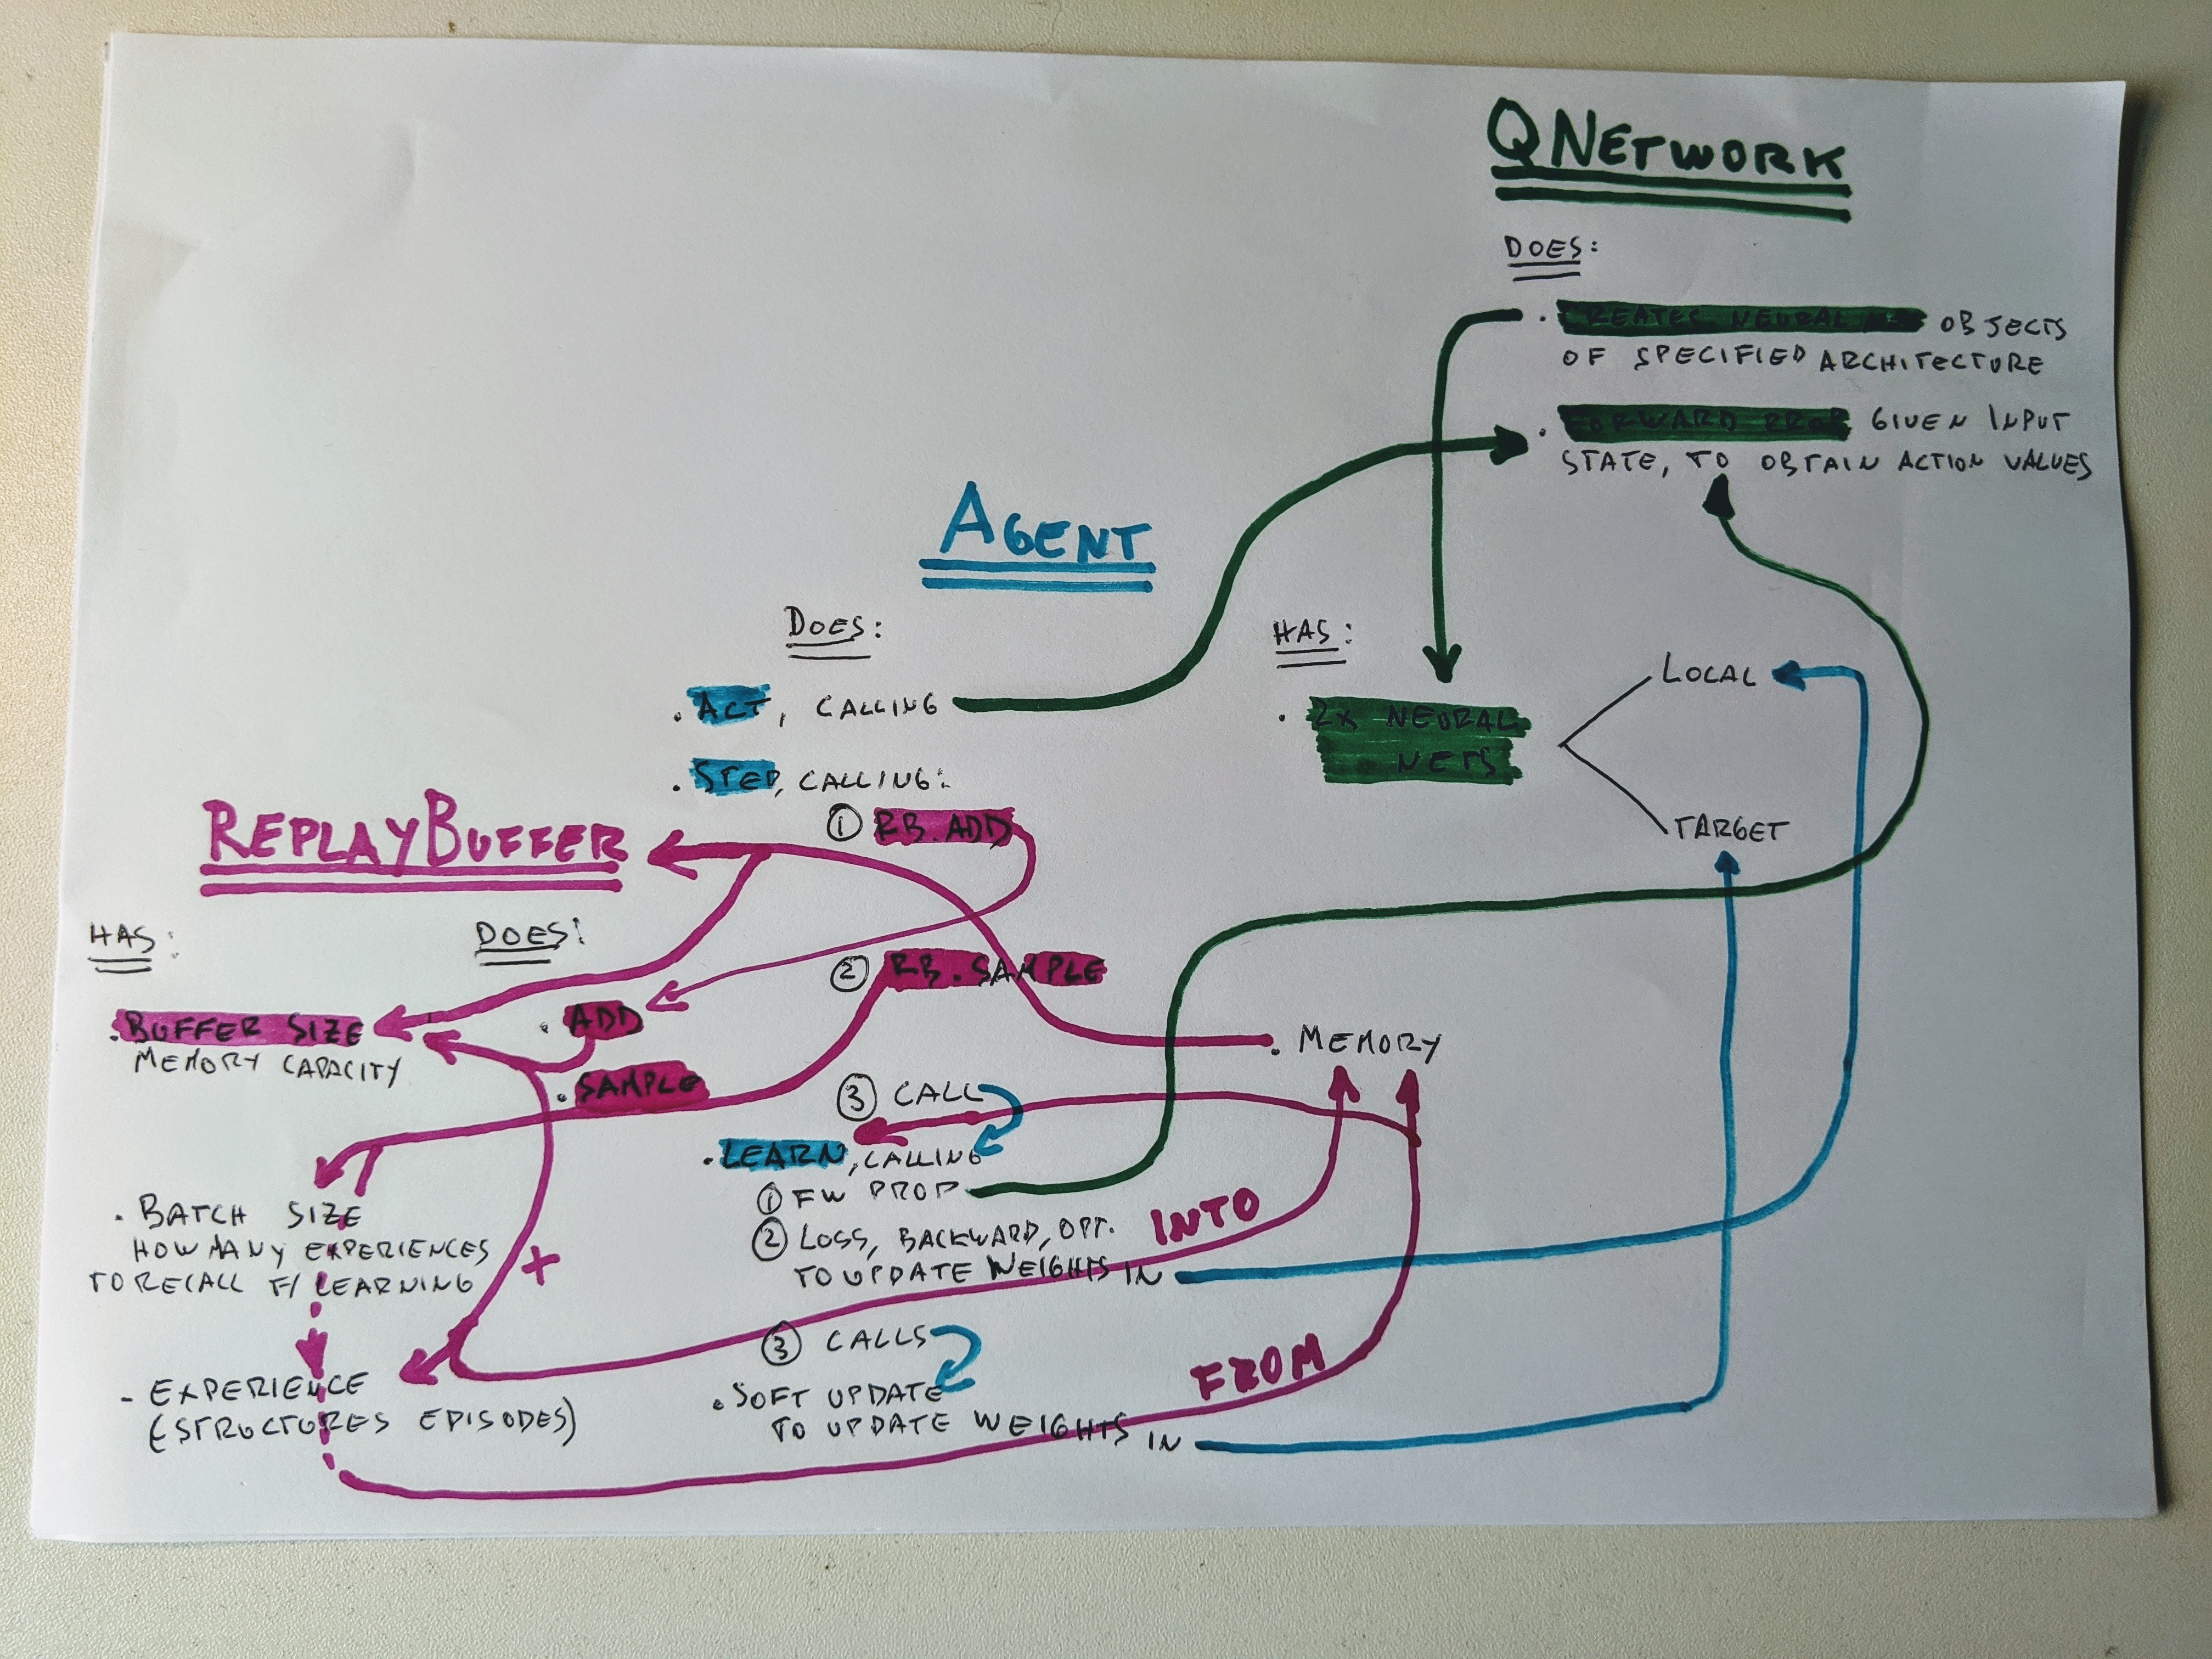 QNETWORK
DOES:
. CREATES NEURAL OBJECTS
OF SPECIFIED ARCHITECTURE
. FORWARD PROP GIVEN INPUT
STATE, TO OBTAIN ACTION VALUES
AGENT
DOES:
. ACT, CALLING
. STEP, CALLING:
① RB.ADD
② RB.SAMPLE
③ CALL
. LEARN, CALLING
① FW PROP
② LOSS, BACKWARD, OPT.
TO UPDATE WEIGHTS IN
③ CALLS
. SOFT UPDATE
TO UPDATE WEIGHTS IN
HAS:
. 2X NEURAL
NETS
LOCAL
TARGET
. MEMORY
INTO
FROM
REPLAYBUFFER
HAS:
. BUFFER SIZE
MEMORY CAPACITY
. BATCH SIZE
HOW MANY EXPERIENCES
TO RECALL F/ LEARNING
- EXPERIENCE
(STRUCTURES EPISODES)
DOES:
. ADD
. SAMPLE
+